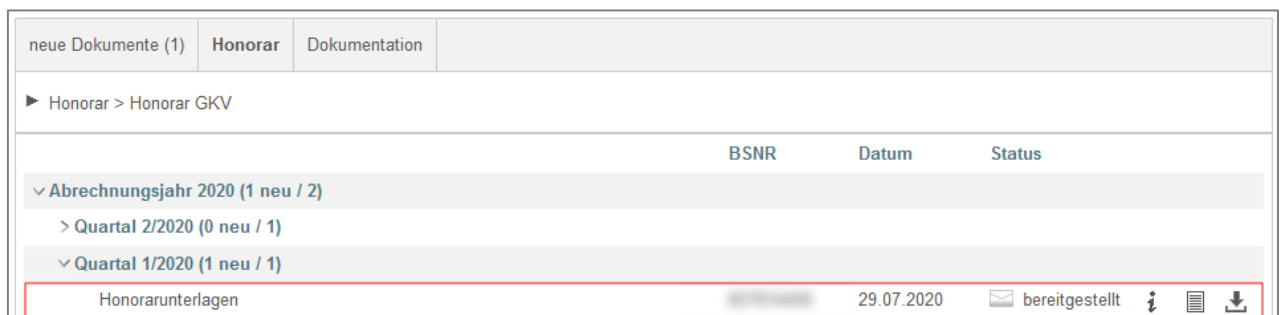 neue Dokumente (1) Honorar Dokumentation
Honorar > Honorar GKV
BSNR Datum Status
Abrechnungsjahr 2020 (1 neu / 2)
Quartal 2/2020 (0 neu / 1)
Quartal 1/2020 (1 neu / 1)
Honorarunterlagen 29.07.2020 bereitgestellt